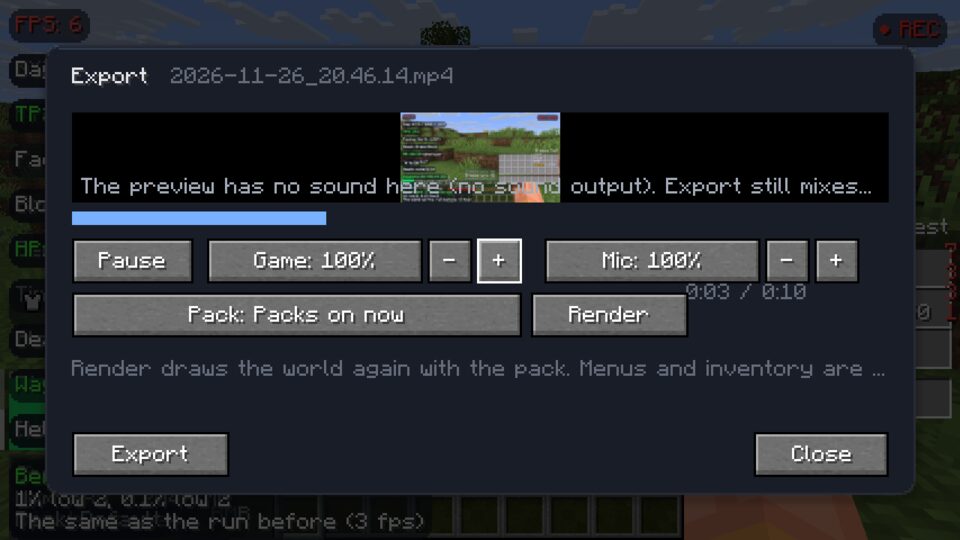 FPS: 6
REC
Export 2026-11-26_20.46.14.mp4
The preview has no sound here (no sound output). Export still mixes...
Pause
Game: 100%
-
+
Mic: 100%
-
+
0:03 / 0:10
Pack: Packs on now
Render
Render draws the world again with the pack. Menus and inventory are ...
Export
Close
1% low 2, 0.1% low 2
The same as the run before (3 fps)